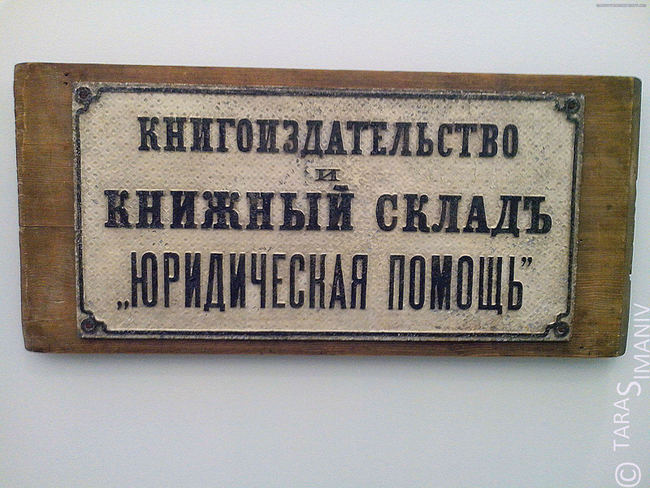 КНИГОИЗДАТЕЛЬСТВО
И
КНИЖНЫЙ СКЛАДЪ
„ЮРИДИЧЕСКАЯ ПОМОЩЬ”
© TARAS SIMANIV